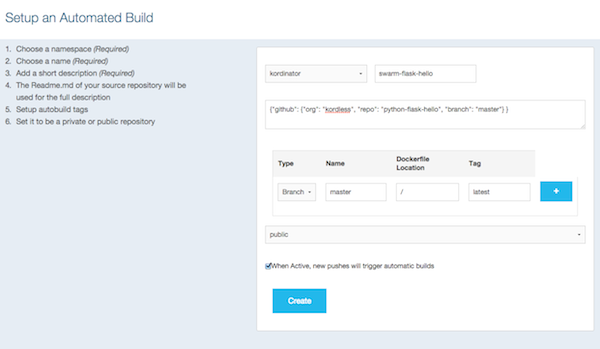 Setup an Automated Build
1. Choose a namespace (Required)
2. Choose a name (Required)
3. Add a short description (Required)
4. The Readme.md of your source repository will be
used for the full description
5. Setup autobuild tags
6. Set it to be a private or public repository
kordinator swarm-flask-hello
{"github": {"org": "kordless", "repo": "python-flask-hello", "branch": "master"} }
Type Name Dockerfile Location Tag
Branch master / latest +
public
When Active, new pushes will trigger automatic builds
Create